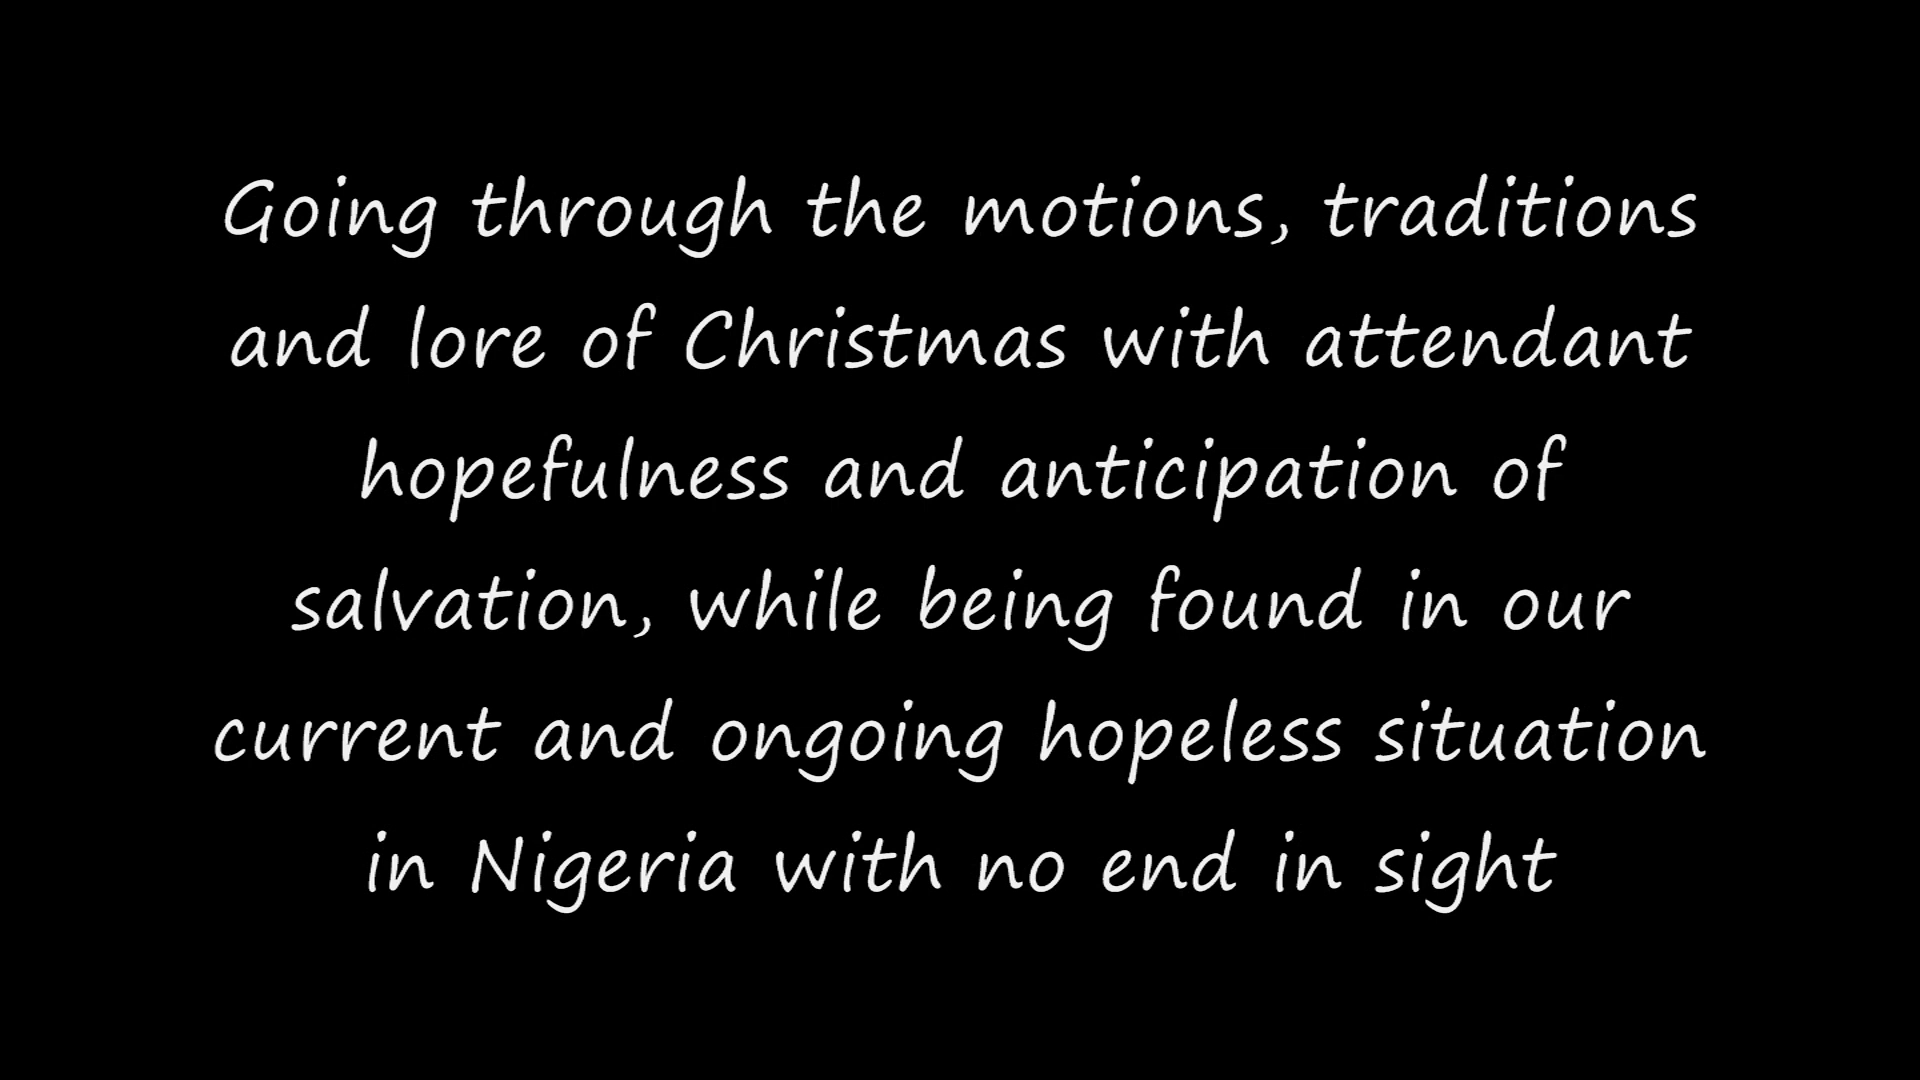 Going through the motions, traditions
and lore of Christmas with attendant
hopefulness and anticipation of
salvation, while being found in our
current and ongoing hopeless situation
in Nigeria with no end in sight